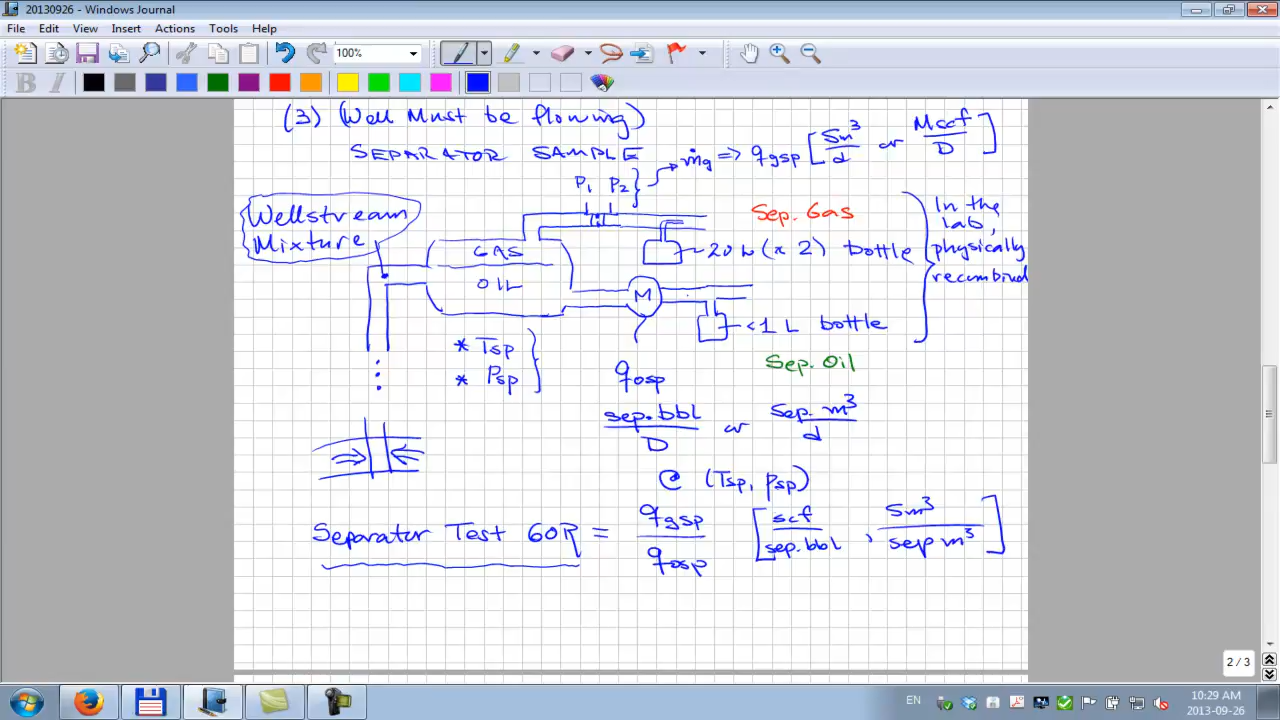 20130926 - Windows Journal
File Edit View Insert Actions Tools Help
100%
B I
(3) (Well Must be flowing)
SEPARATOR SAMPLE
P1 P2 } → ṁg => qgsp [Sm³/d or Mscf/D]
Wellstream
Mixture
GAS
OIL
M
Sep. Gas
20 L (x 2) bottle
<1 L bottle
Sep. Oil
In the
lab,
physically
recombined
* Tsp
* Psp
qosp
sep.bbl/D or Sep. m³/d
@ (Tsp, Psp)
Separator Test GOR = qgsp/qosp [scf/sep.bbl , Sm³/sep m³]
2 / 3
EN
10:29 AM
2013-09-26